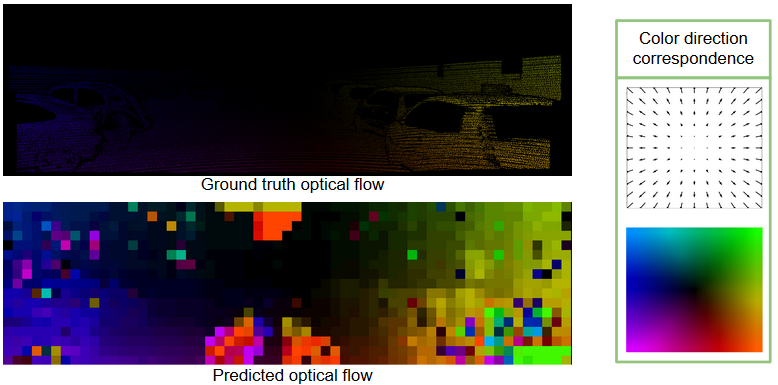 Ground truth optical flow
Predicted optical flow
Color direction
correspondence